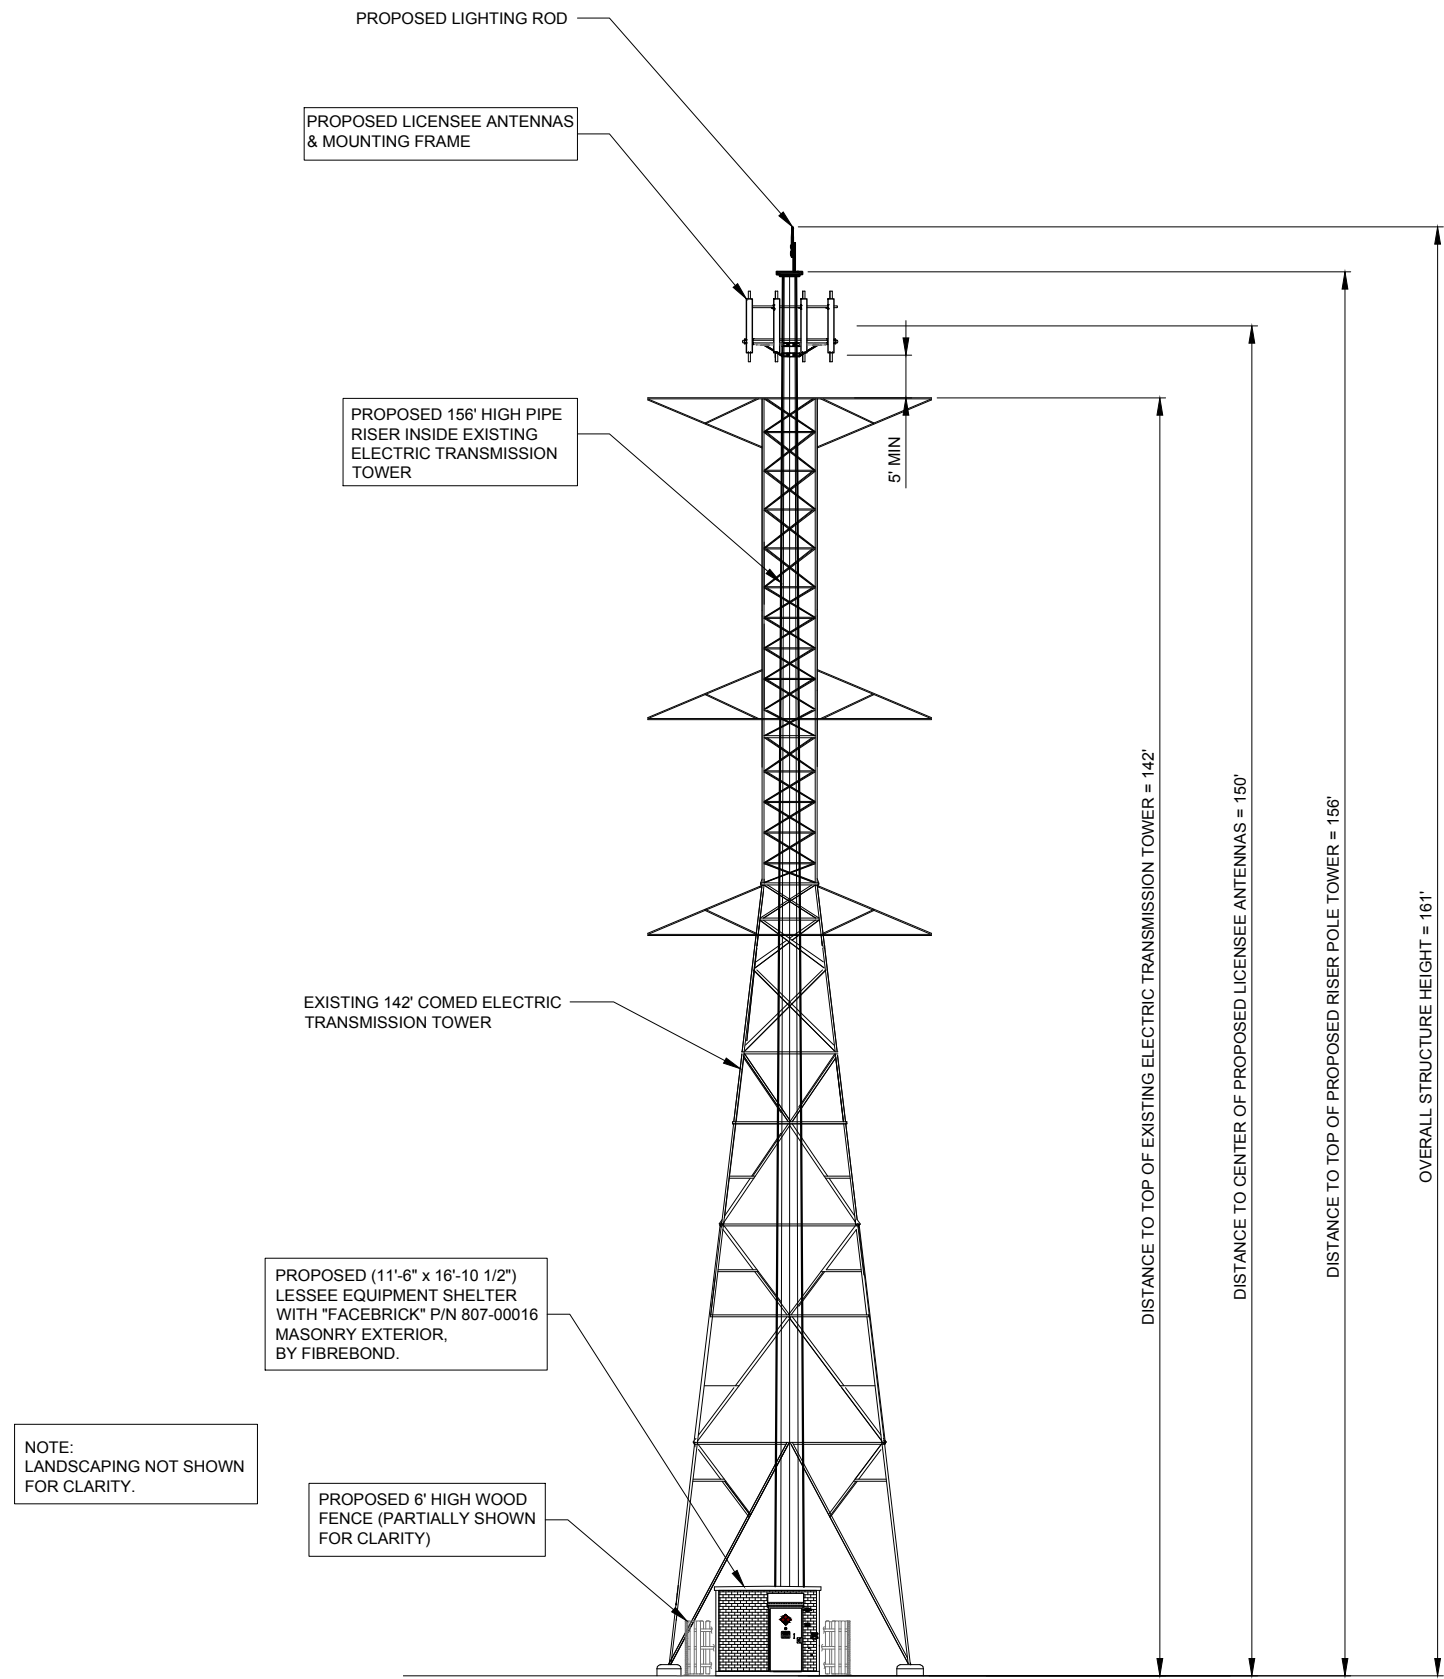 PROPOSED LIGHTING ROD
PROPOSED LICENSEE ANTENNAS
& MOUNTING FRAME
PROPOSED 156' HIGH PIPE
RISER INSIDE EXISTING
ELECTRIC TRANSMISSION
TOWER
5' MIN
EXISTING 142' COMED ELECTRIC
TRANSMISSION TOWER
PROPOSED (11'-6" x 16'-10 1/2")
LESSEE EQUIPMENT SHELTER
WITH "FACEBRICK" P/N 807-00016
MASONRY EXTERIOR,
BY FIBREBOND.
NOTE:
LANDSCAPING NOT SHOWN
FOR CLARITY.
PROPOSED 6' HIGH WOOD
FENCE (PARTIALLY SHOWN
FOR CLARITY)
DISTANCE TO TOP OF EXISTING ELECTRIC TRANSMISSION TOWER = 142'
DISTANCE TO CENTER OF PROPOSED LICENSEE ANTENNAS = 150'
DISTANCE TO TOP OF PROPOSED RISER POLE TOWER = 156'
OVERALL STRUCTURE HEIGHT = 161'